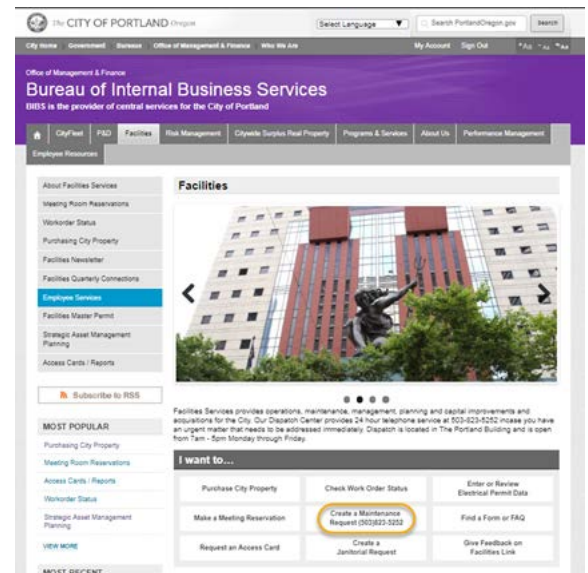 The CITY OF PORTLAND Oregon
Select Language ▼
Search PortlandOregon.gov
Search
City Home Government Bureaus Office of Management & Finance Who We Are
My Account Sign Out
Office of Management & Finance
Bureau of Internal Business Services
BIBS is the provider of central services for the City of Portland
CityFleet P&D Facilities Risk Management Citywide Surplus Real Property Programs & Services About Us Performance Management
Employee Resources
About Facilities Services
Meeting Room Reservations
Workorder Status
Purchasing City Property
Facilities Newsletter
Facilities Quarterly Connections
Employee Services
Facilities Master Permit
Strategic Asset Management
Planning
Access Cards / Reports
Subscribe to RSS
MOST POPULAR
Purchasing City Property
Meeting Room Reservations
Access Cards / Reports
Workorder Status
Strategic Asset Management
Planning
VIEW MORE
MOST RECENT
Facilities
Facilities Services provides operations, maintenance, management, planning and capital improvements and
acquisitions for the City. Our Dispatch Center provides 24 hour telephone service at 503-823-5252 incase you have
an urgent matter that needs to be addressed immediately. Dispatch is located in The Portland Building and is open
from 7am - 5pm Monday through Friday.
I want to...
Purchase City Property
Check Work Order Status
Enter or Review
Electrical Permit Data
Make a Meeting Reservation
Create a Maintenance
Request (503)823-5252
Find a Form or FAQ
Request an Access Card
Create a
Janitorial Request
Give Feedback on
Facilities Link